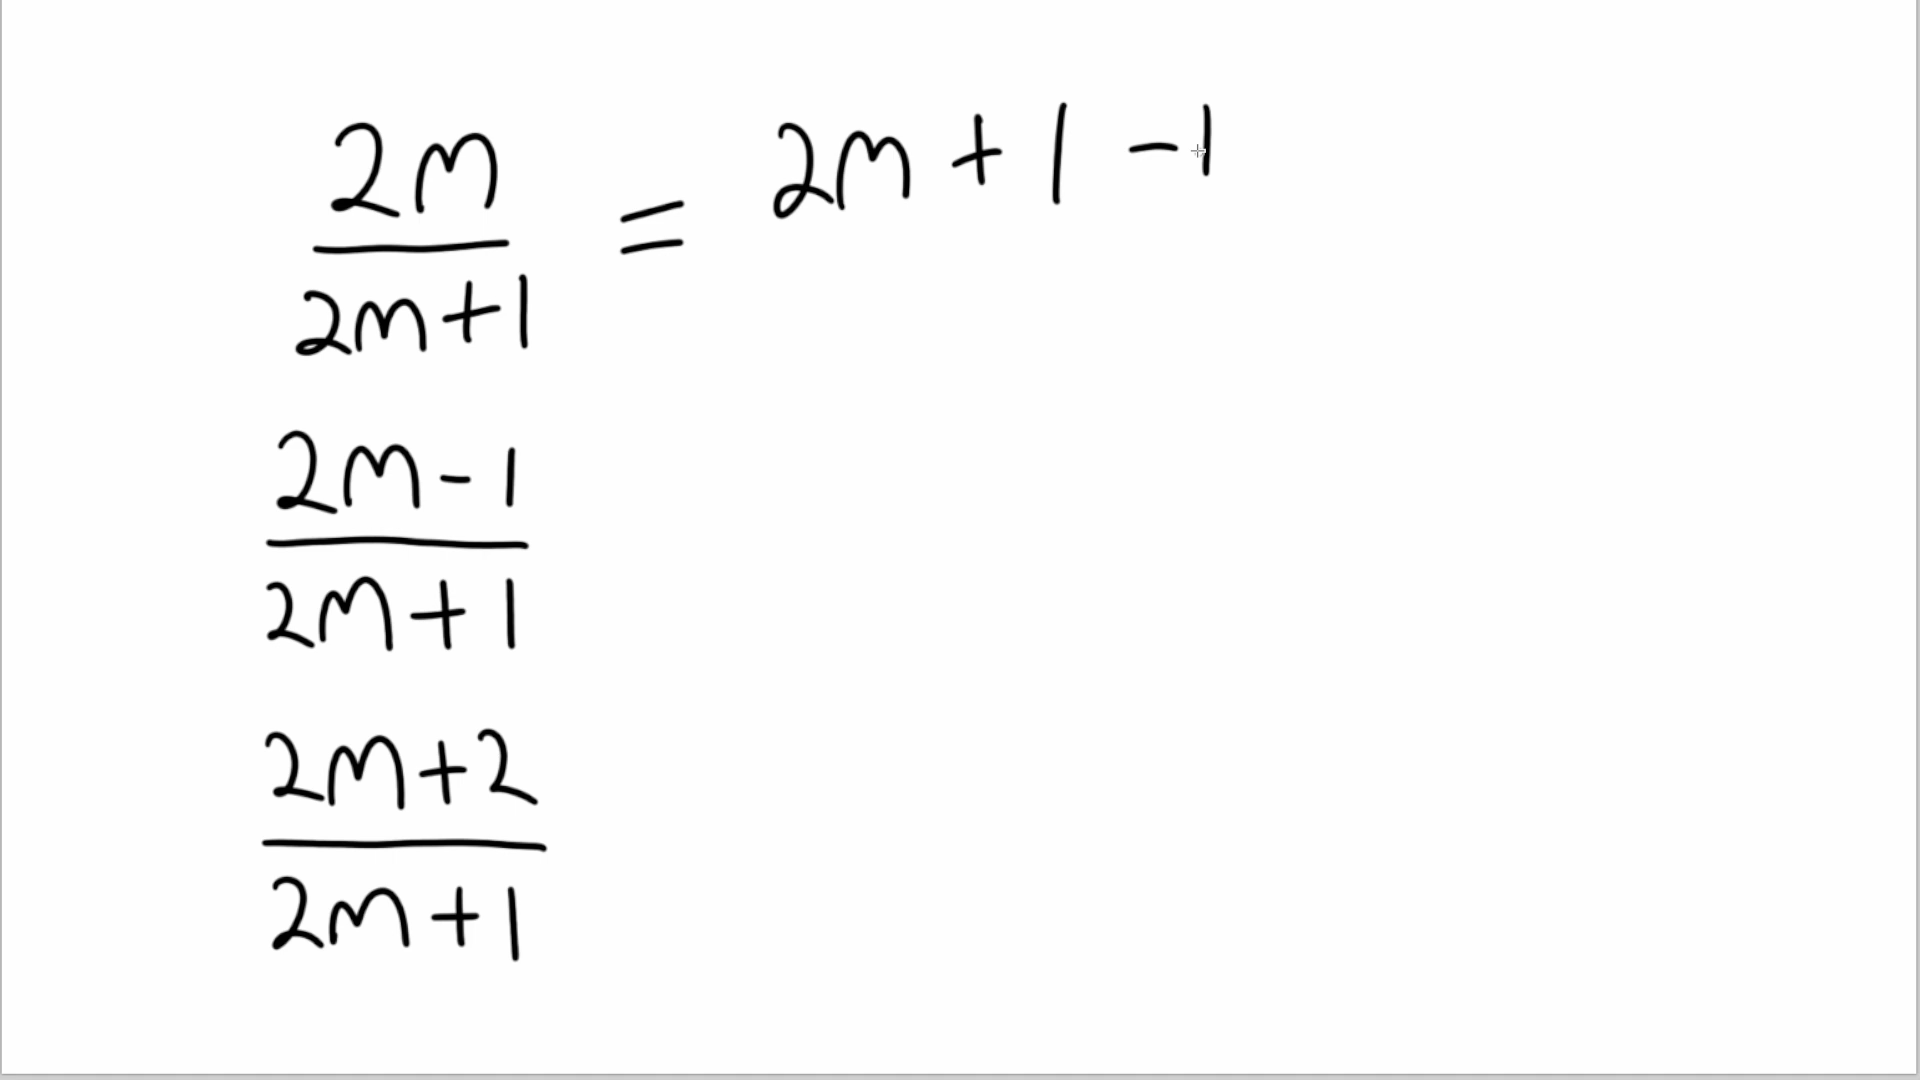 2m = 2m + 1 - 1
2m + 1
2m - 1
2m + 1
2m + 2
2m + 1